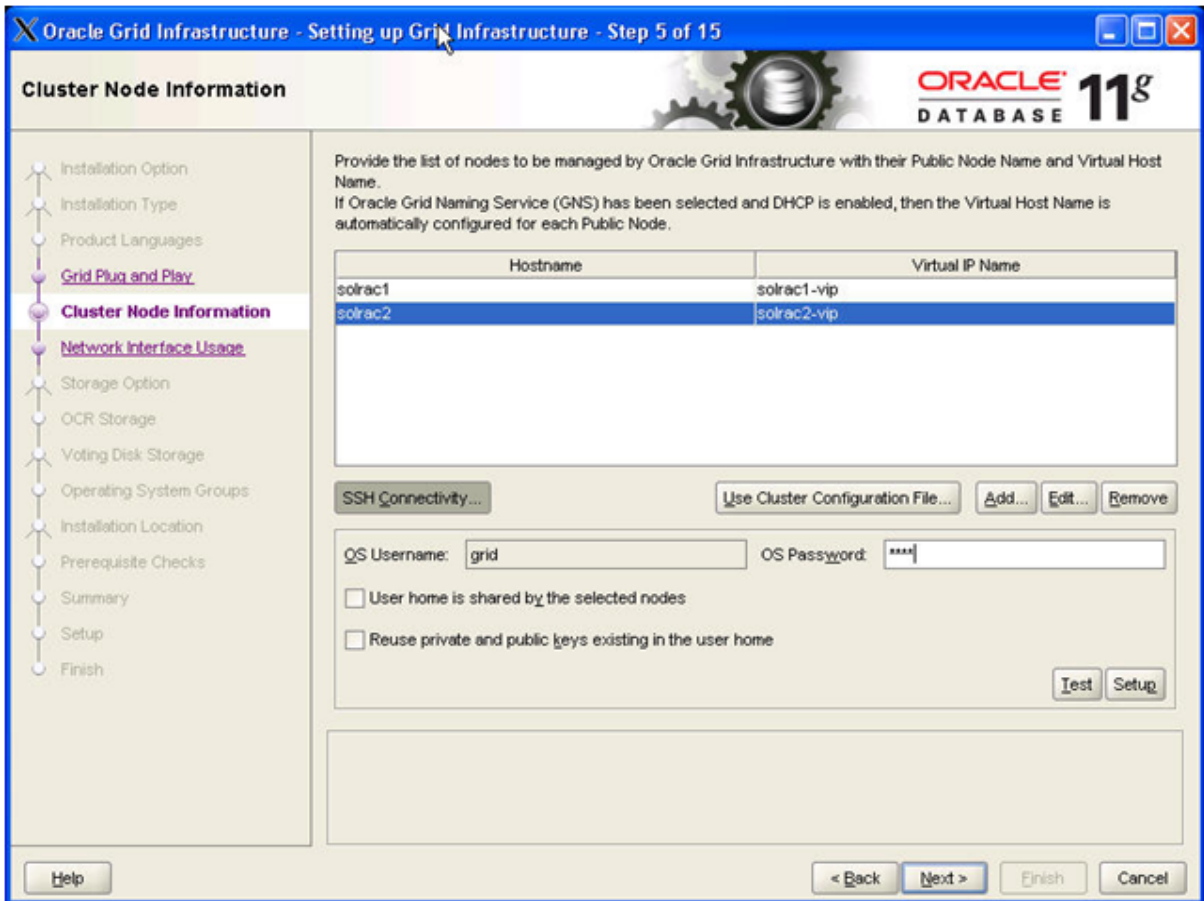 Oracle Grid Infrastructure - Setting up Grid Infrastructure - Step 5 of 15
Cluster Node Information
ORACLE
DATABASE
11g
Installation Option
Installation Type
Product Languages
Grid Plug and Play
Cluster Node Information
Network Interface Usage
Storage Option
OCR Storage
Voting Disk Storage
Operating System Groups
Installation Location
Prerequisite Checks
Summary
Setup
Finish
Provide the list of nodes to be managed by Oracle Grid Infrastructure with their Public Node Name and Virtual Host
Name.
If Oracle Grid Naming Service (GNS) has been selected and DHCP is enabled, then the Virtual Host Name is
automatically configured for each Public Node.
Hostname Virtual IP Name
solrac1 solrac1-vip
solrac2 solrac2-vip
SSH Connectivity... Use Cluster Configuration File... Add... Edit... Remove
OS Username: grid OS Password: ****
User home is shared by the selected nodes
Reuse private and public keys existing in the user home
Test Setup
Help < Back Next > Finish Cancel